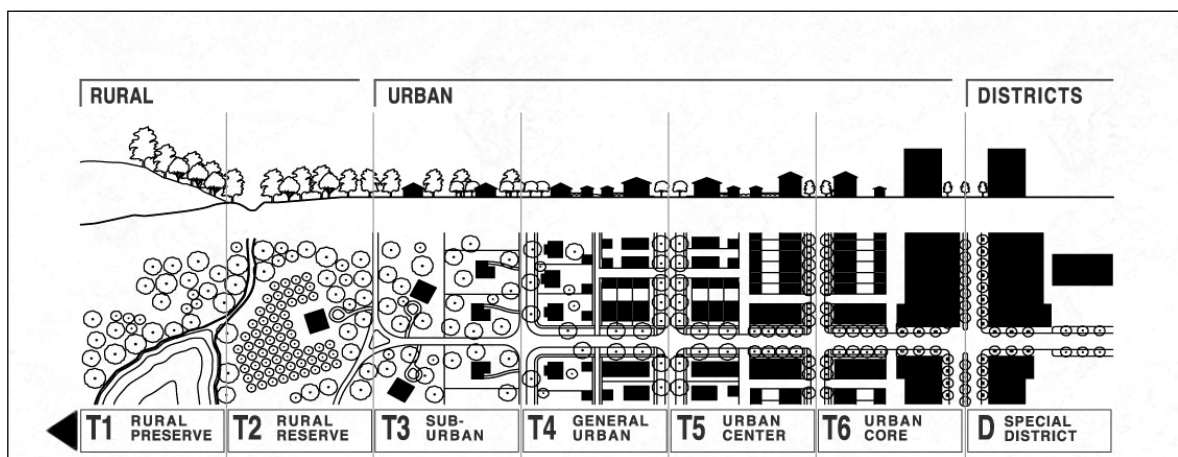 RURAL
URBAN
DISTRICTS
T1 RURAL
PRESERVE
T2 RURAL
RESERVE
T3 SUB-
URBAN
T4 GENERAL
URBAN
T5 URBAN
CENTER
T6 URBAN
CORE
D SPECIAL
DISTRICT